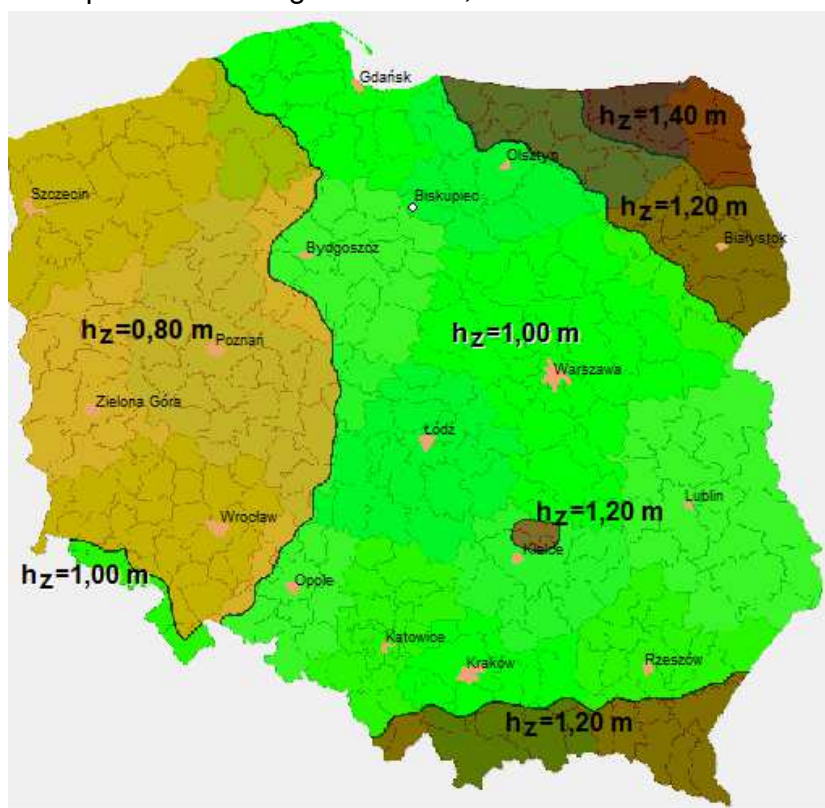 Gdańsk
hz=1,40 m
Olsztyn
Szczecin
Biskupiec
hz=1,20 m
Białystok
Bydgoszcz
hz=0,80 m
Poznań
hz=1,00 m
Warszawa
Zielona Góra
Łódź
Lublin
hz=1,20 m
Wrocław
Kielce
hz=1,00 m
Opole
Katowice
Kraków
Rzeszów
hz=1,20 m